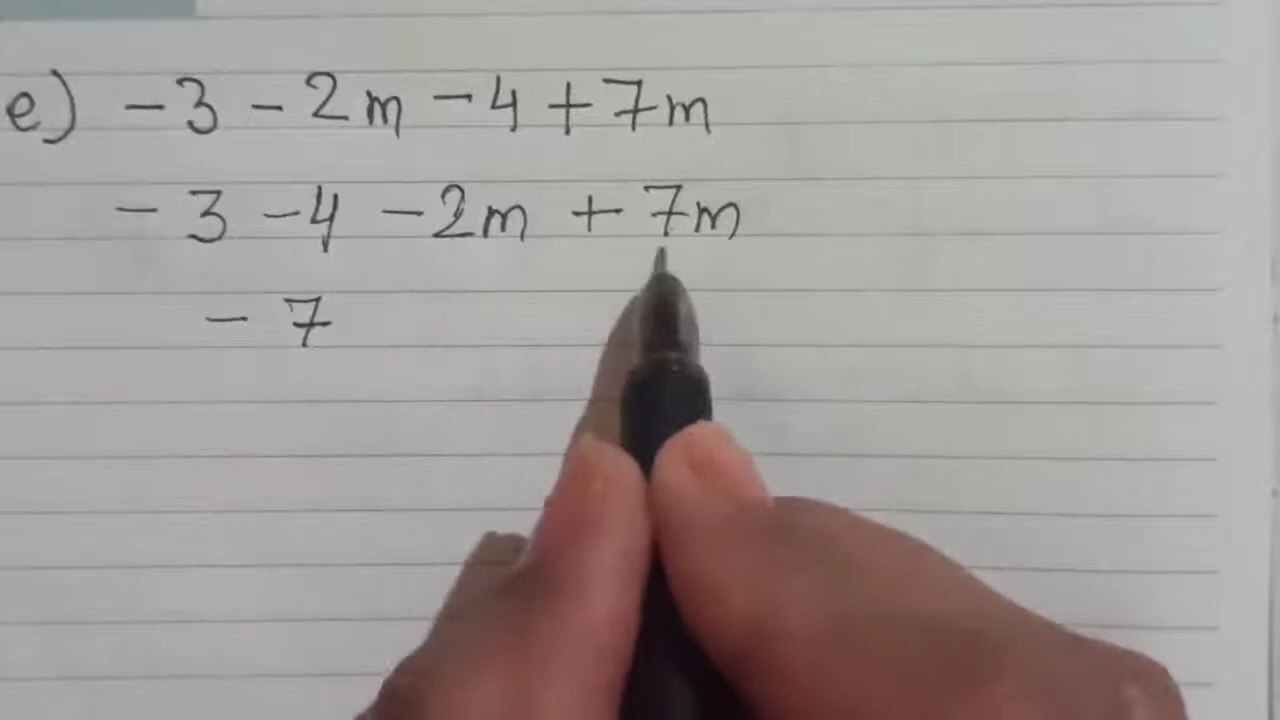 e) -3 - 2m - 4 + 7m
- 3 - 4 - 2m + 7m
- 7